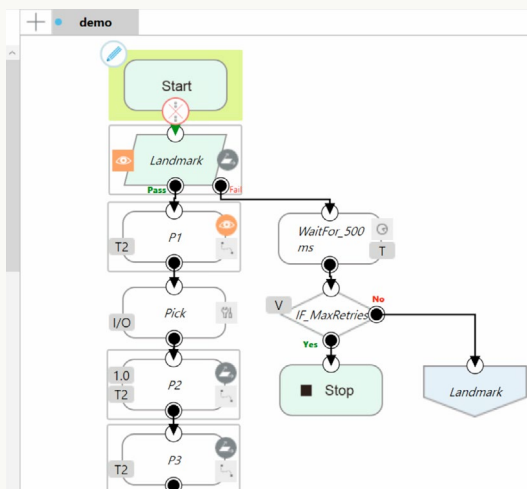 demo
Start
Landmark
Pass
Fail
P1
T2
WaitFor_500
ms
T
Pick
I/O
V
IF_MaxRetries
No
Yes
1.0
P2
T2
Stop
Landmark
P3
T2